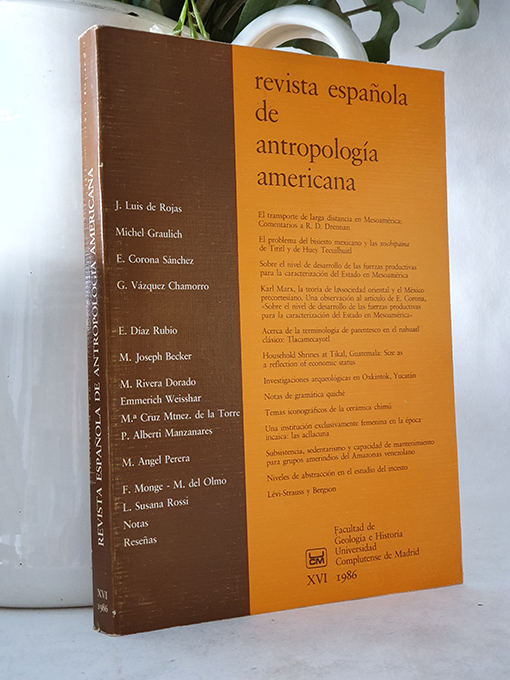 REVISTA ESPAÑOLA DE ANTROPOLOGÍA AMERICANA
XVI
1986
revista española
de
antropología
americana
J. Luis de Rojas
Michel Graulich
E. Corona Sánchez
G. Vázquez Chamorro
E. Díaz Rubio
M. Joseph Becker
M. Rivera Dorado
Emmerich Weisshar
M.ª Cruz Mtnez. de la Torre
P. Alberti Manzanares
M. Angel Perera
F. Monge - M. del Olmo
L. Susana Rossi
Notas
Reseñas
El transporte de larga distancia en Mesoamérica:
Comentarios a R. D. Drennan
El problema del bisiesto mexicano y las xochipaina
de Tititl y de Huey Tecuilhuitl
Sobre el nivel de desarrollo de las fuerzas productivas
para la caracterización del Estado en Mesoamérica
Karl Marx, la teoría de la sociedad oriental y el México
precortesiano. Una observación al artículo de E. Corona,
«Sobre el nivel de desarrollo de las fuerzas productivas
para la caracterización del Estado en Mesoamérica»
Acerca de la terminología de parentesco en el nahuatl
clásico: Tlacamecayotl
Household Shrines at Tikal, Guatemala: Size as
a reflection of economic status
Investigaciones arqueológicas en Oxkintok, Yucatán
Notas de gramática quiché
Temas iconográficos de la cerámica chimú
Una institución exclusivamente femenina en la época
incaica: las acllacuna
Subsistencia, sedentarismo y capacidad de mantenimiento
para grupos amerindios del Amazonas venezolano
Niveles de abstracción en el estudio del incesto
Lévi-Strauss y Bergson
UCM
Facultad de
Geología e Historia
Universidad
Complutense de Madrid
XVI 1986